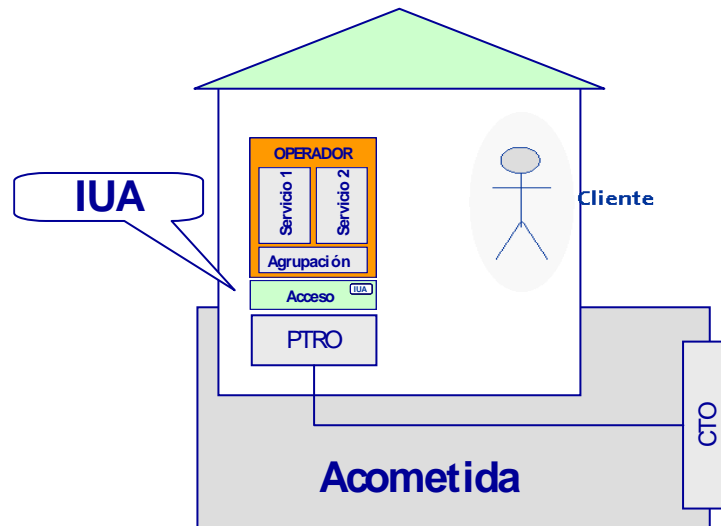 OPERADOR
Servicio 1
Servicio 2
Agrupación
IUA
Acceso
IUA
PTRO
Cliente
CTO
Acometida